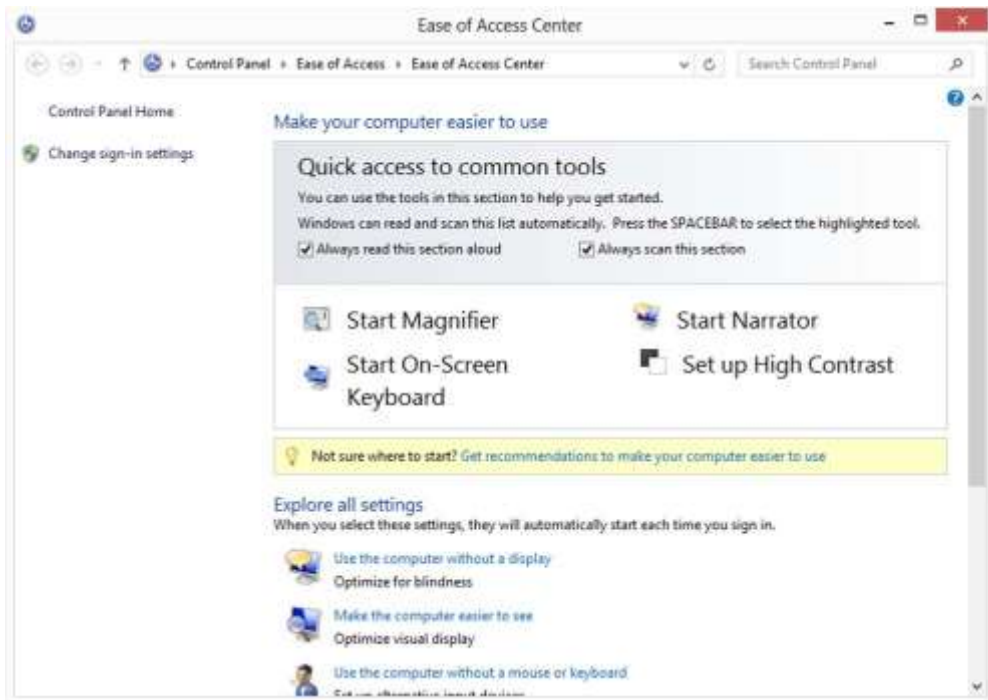 Ease of Access Center
Control Panel Ease of Access Ease of Access Center
Search Control Panel
Control Panel Home
Change sign-in settings
Make your computer easier to use
Quick access to common tools
You can use the tools in this section to help you get started.
Windows can read and scan this list automatically. Press the SPACEBAR to select the highlighted tool.
Always read this section aloud
Always scan this section
Start Magnifier
Start Narrator
Start On-Screen
Keyboard
Set up High Contrast
Not sure where to start? Get recommendations to make your computer easier to use
Explore all settings
When you select these settings, they will automatically start each time you sign in.
Use the computer without a display
Optimize for blindness
Make the computer easier to see
Optimize visual display
Use the computer without a mouse or keyboard
Set up alternative input devices